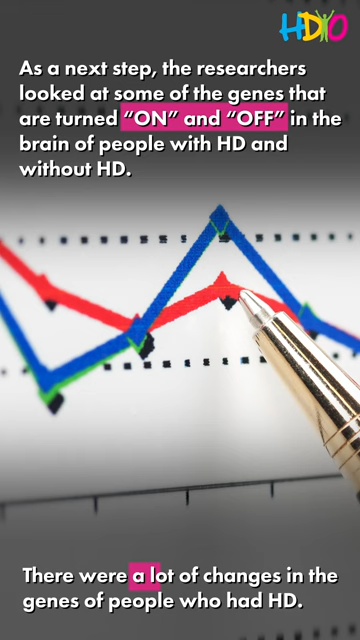 HDYO
As a next step, the researchers
looked at some of the genes that
are turned “ON” and “OFF” in the
brain of people with HD and
without HD.
There were a lot of changes in the
genes of people who had HD.